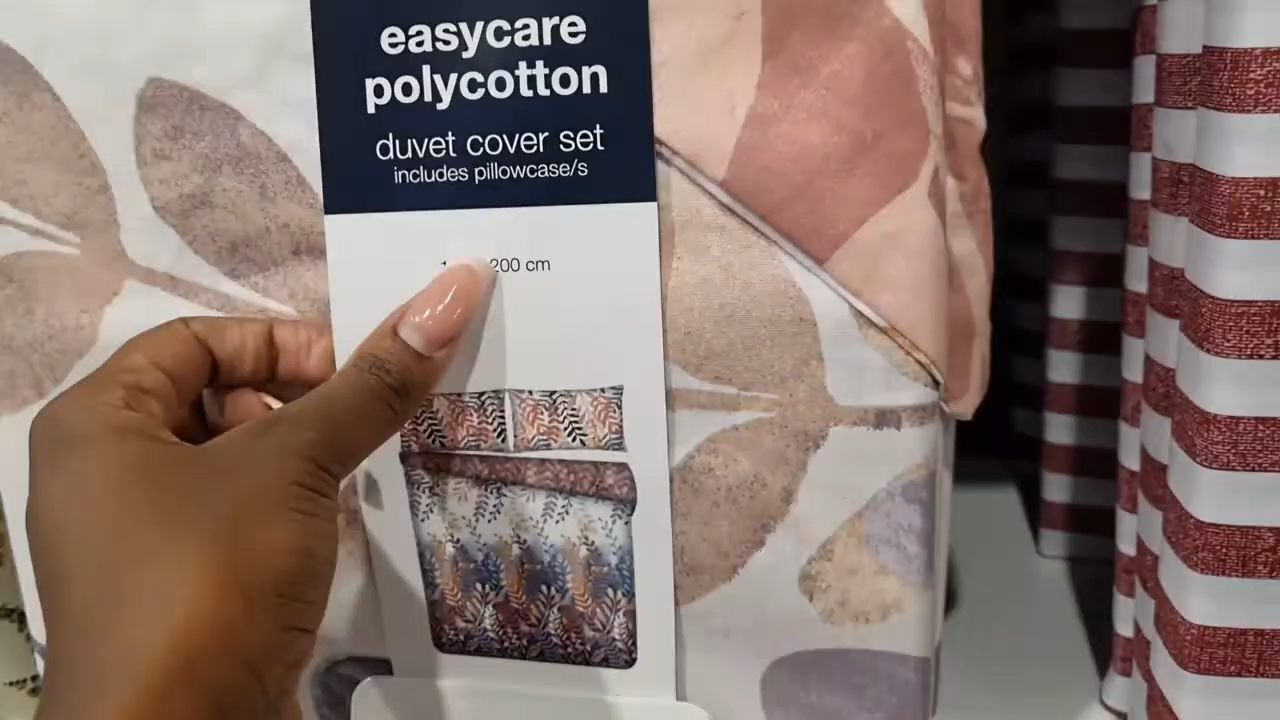 easycare
polycotton
duvet cover set
includes pillowcase/s
200 cm